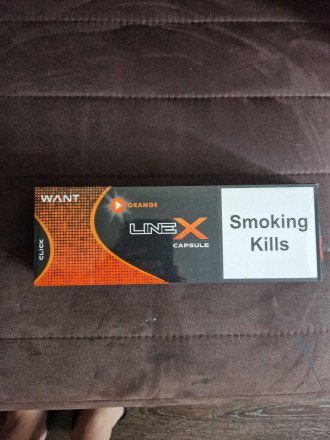 WANT
ORANGE
LINE X
CAPSULE
CLICK
Smoking
Kills